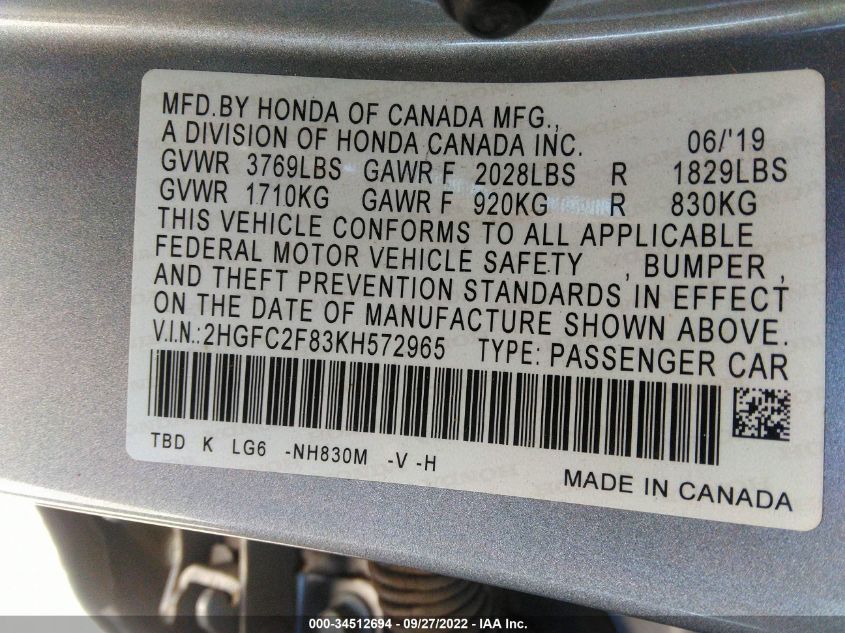 MFD.BY HONDA OF CANADA MFG.,
A DIVISION OF HONDA CANADA INC. 06/'19
GVWR 3769LBS GAWR F 2028LBS R 1829LBS
GVWR 1710KG GAWR F 920KG R 830KG
THIS VEHICLE CONFORMS TO ALL APPLICABLE
FEDERAL MOTOR VEHICLE SAFETY , BUMPER ,
AND THEFT PREVENTION STANDARDS IN EFFECT
ON THE DATE OF MANUFACTURE SHOWN ABOVE.
V.I.N.:2HGFC2F83KH572965 TYPE: PASSENGER CAR
TBD K LG6 -NH830M -V -H
MADE IN CANADA
000-34512694 - 09/27/2022 - IAA Inc.